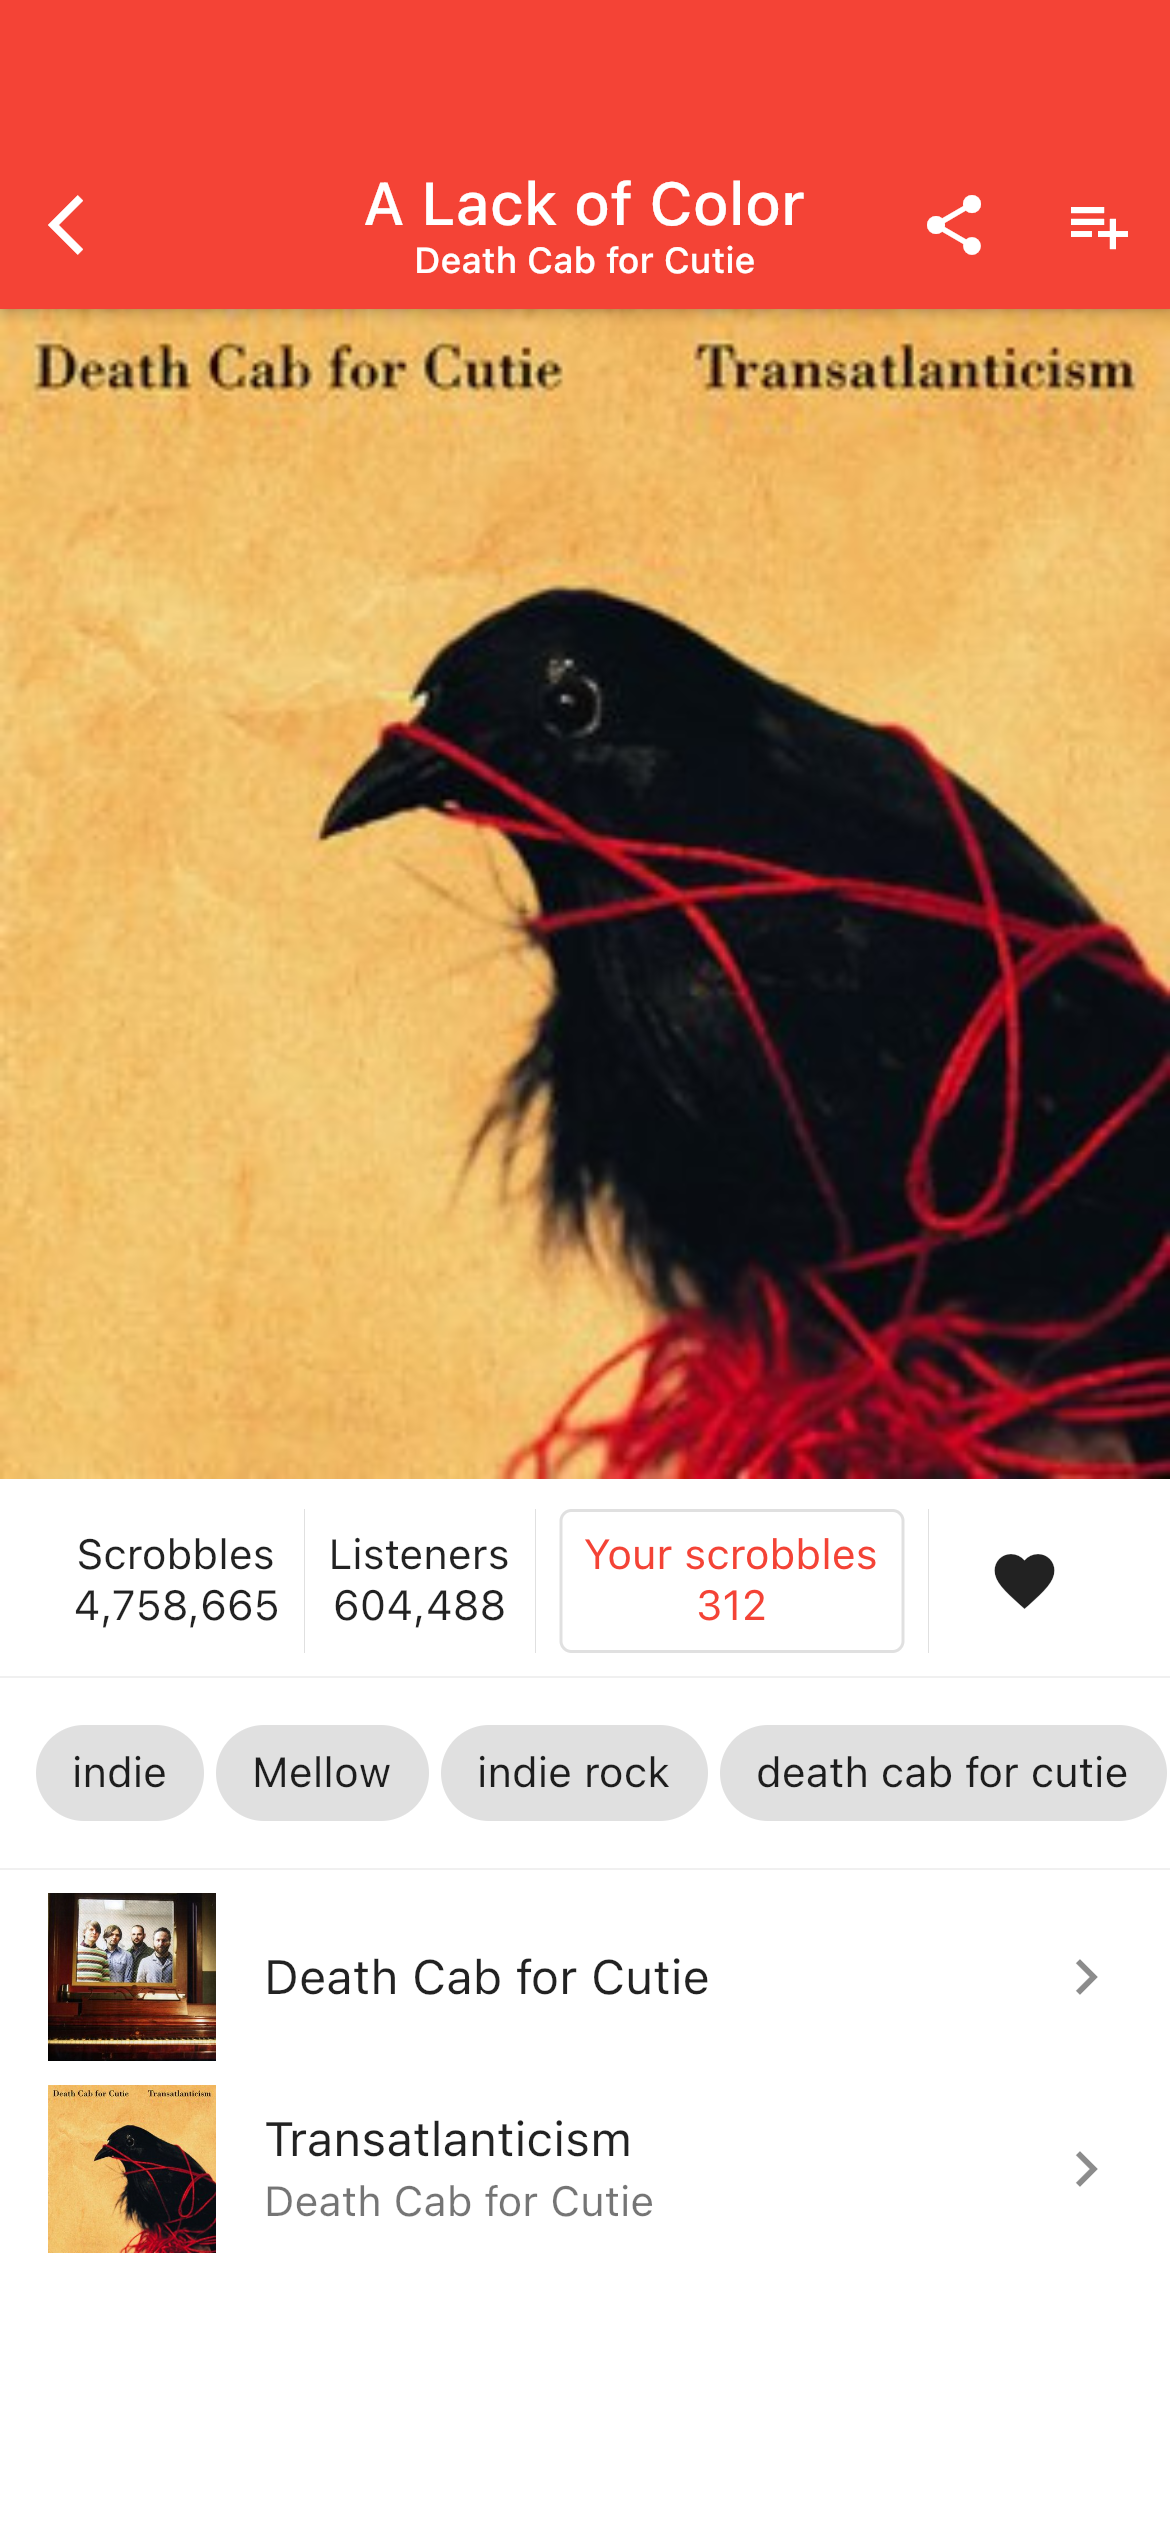 A Lack of Color
Death Cab for Cutie
Death Cab for Cutie Transatlanticism
Scrobbles Listeners Your scrobbles
4,758,665 604,488 312
indie Mellow indie rock death cab for cutie
Death Cab for Cutie
Death Cab for Cutie Transatlanticism
Transatlanticism
Death Cab for Cutie